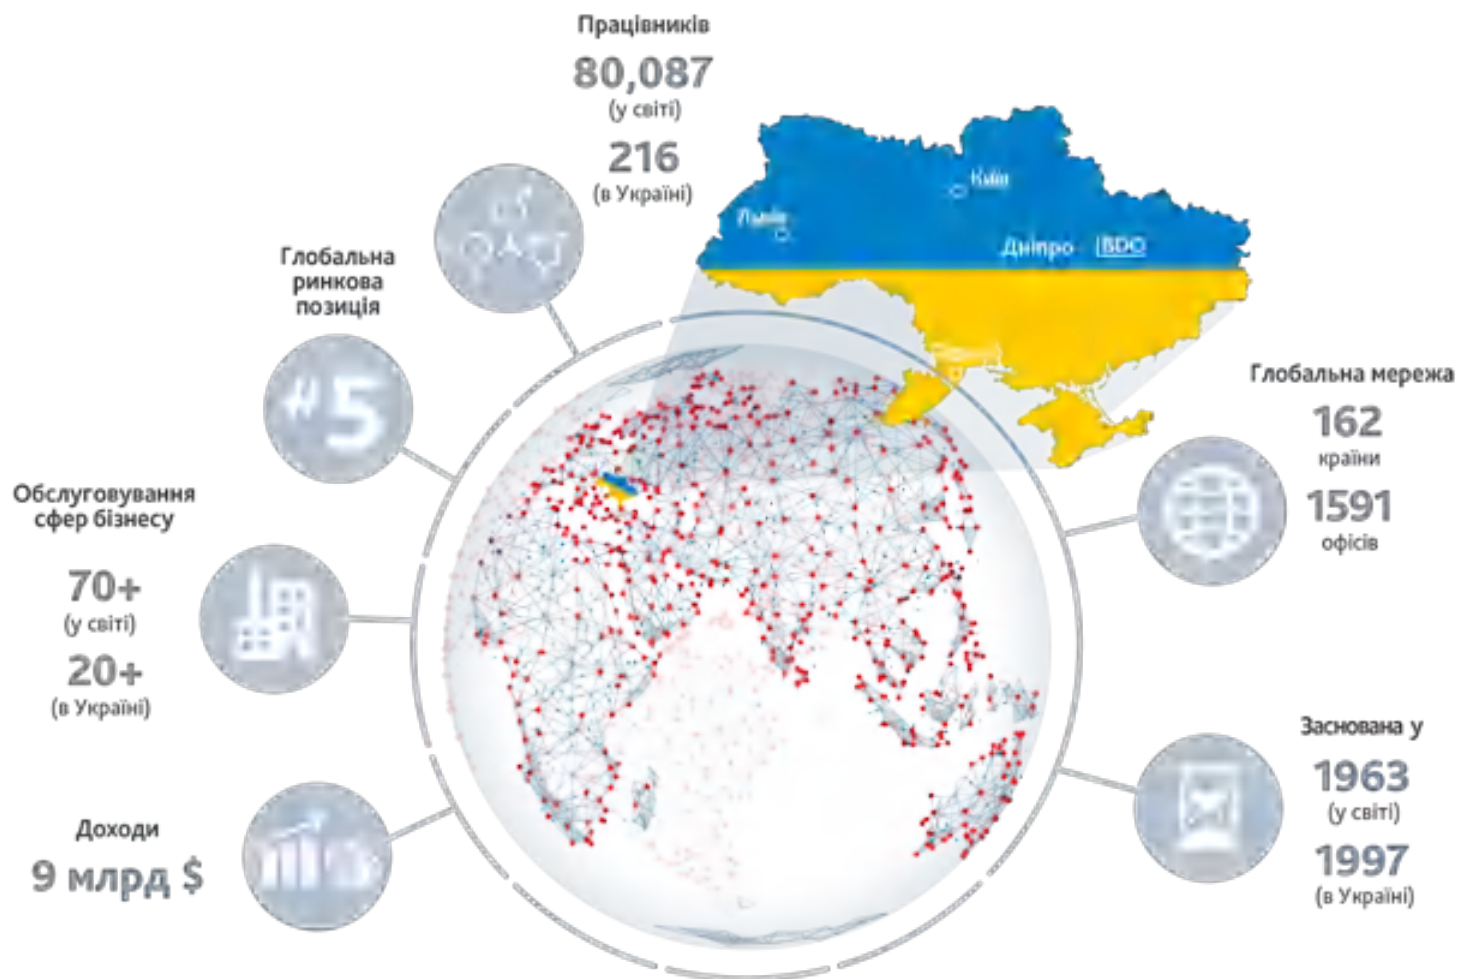 Працівників
80,087
(у світі)
216
(в Україні)
Київ
Львів
Дніпро
|BDO
Глобальна
ринкова
позиція
#5
Глобальна мережа
162
країни
1591
офісів
Обслуговування
сфер бізнесу
70+
(у світі)
20+
(в Україні)
Заснована у
1963
(у світі)
1997
(в Україні)
Доходи
9 млрд $